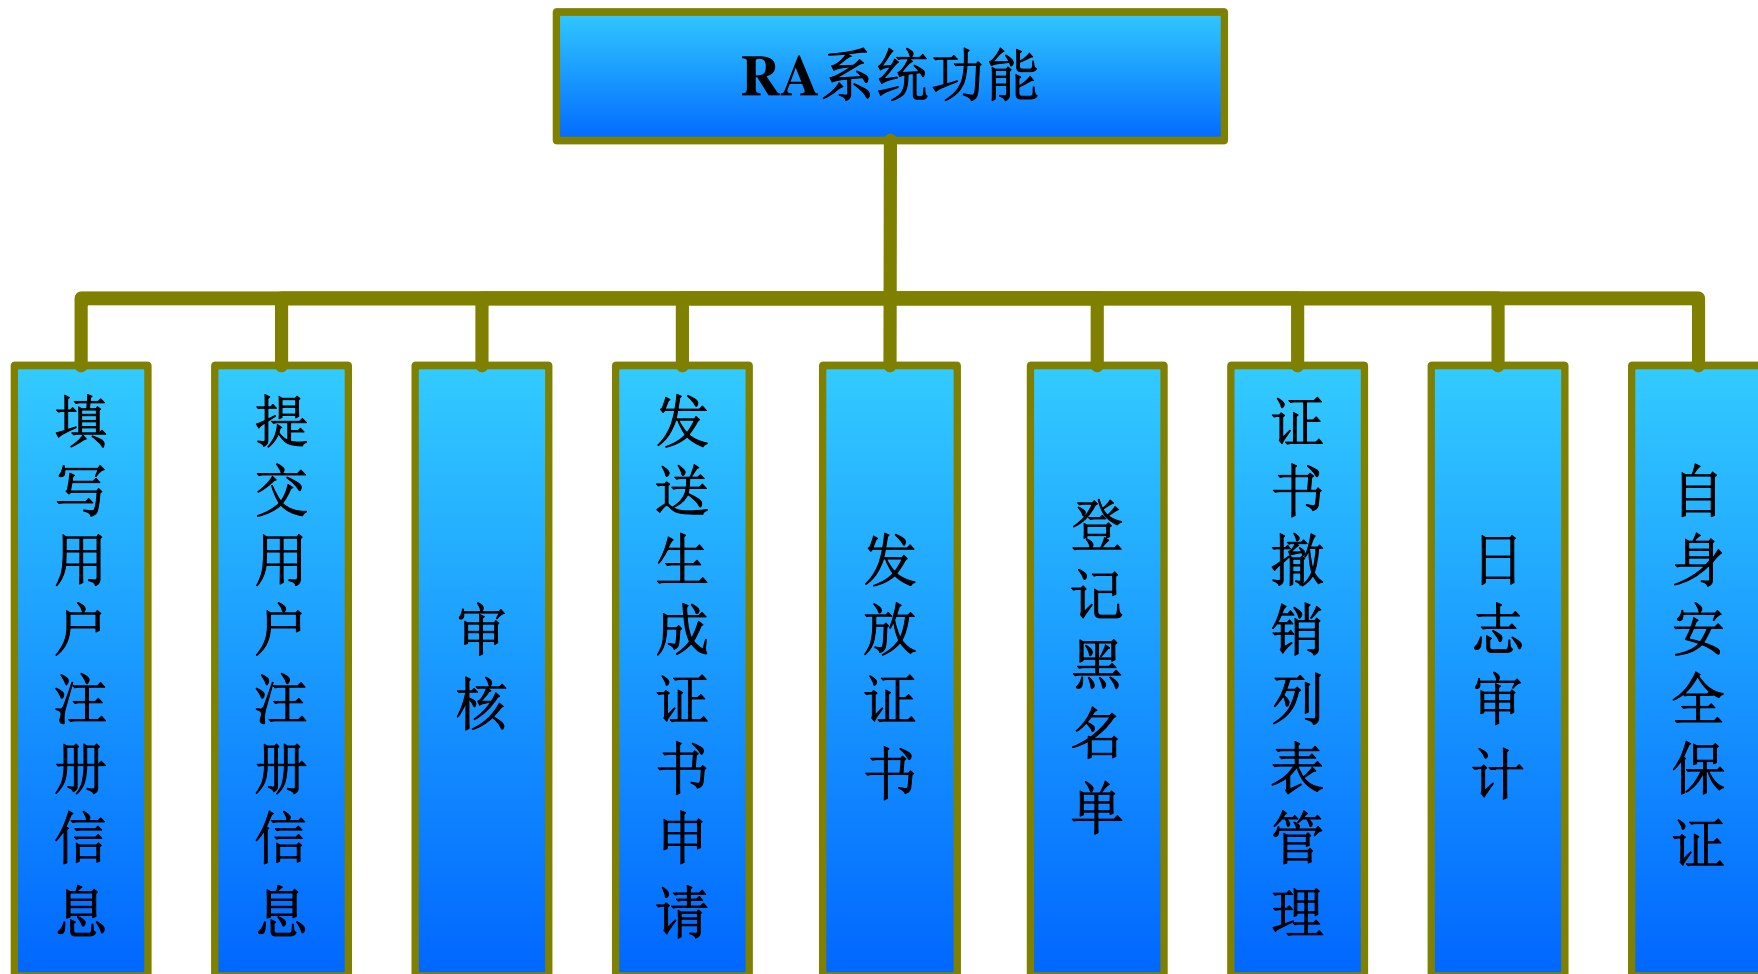 RA系统功能
填写用户注册信息
提交用户注册信息
审核
发送生成证书申请
发放证书
登记黑名单
证书撤销列表管理
日志审计
自身安全保证